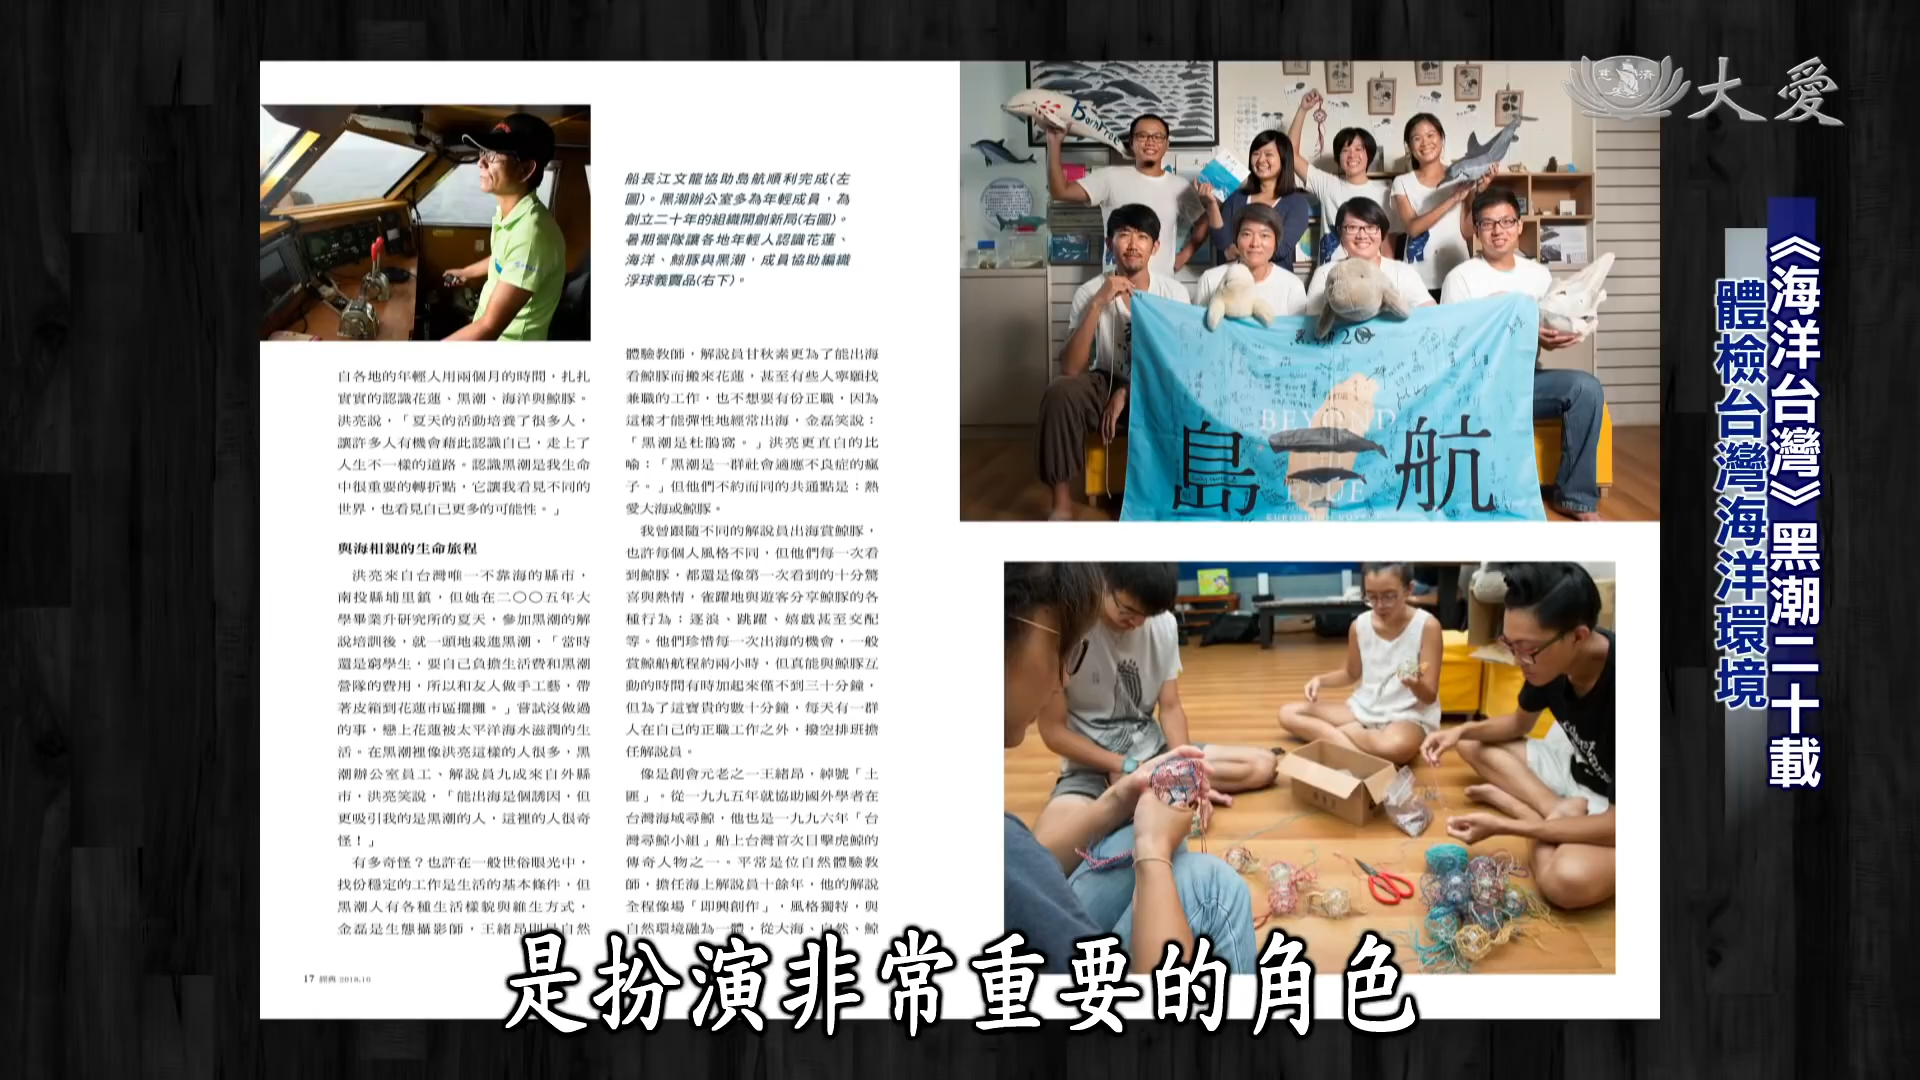 大愛
慈濟
《海洋台灣》黑潮二十載
體檢台灣海洋環境
船長江文龍協助島航順利完成(左
圖)。黑潮辦公室多為年輕成員，為
創立二十年的組織開創新局(右圖)。
暑期營隊讓各地年輕人認識花蓮、
海洋、鯨豚與黑潮，成員協助編織
浮球義賣品(右下)。
自各地的年輕人用兩個月的時間，扎扎
實實的認識花蓮、黑潮、海洋與鯨豚。
洪亮說，「夏天的活動培養了很多人，
讓許多人有機會藉此認識自己，走上了
人生不一樣的道路。認識黑潮是我生命
中很重要的轉折點，它讓我看見不同的
世界，也看見自己更多的可能性。」
與海相親的生命旅程
洪亮來自台灣唯一不靠海的縣市，
南投縣埔里鎮，但她在二〇〇五年大
學畢業升研究所的夏天，參加黑潮的解
說培訓後，就一頭地栽進黑潮，「當時
還是窮學生，要自己負擔生活費和黑潮
營隊的費用，所以和友人做手工藝，帶
著皮箱到花蓮市區擺攤。」嘗試沒做過
的事，戀上花蓮被太平洋海水滋潤的生
活。在黑潮裡像洪亮這樣的人很多，黑
潮辦公室員工、解說員九成來自外縣
市，洪亮笑說，「能出海是個誘因，但
更吸引我的是黑潮的人，這裡的人很奇
怪！」
有多奇怪？也許在一般世俗眼光中，
找份穩定的工作是生活的基本條件，但
黑潮人有各種生活樣貌與維生方式，
金磊是生態攝影師，王緒昂則是自然
體驗教師，解說員甘秋素更為了能出海
看鯨豚而搬來花蓮，甚至有些人寧願找
兼職的工作，也不想要有份正職，因為
這樣才能彈性地經常出海，金磊笑說：
「黑潮是杜鵑窩。」洪亮更直白的比
喻：「黑潮是一群社會適應不良症的瘋
子。」但他們不約而同的共通點是：熱
愛大海或鯨豚。
我曾跟隨不同的解說員出海賞鯨豚，
也許每個人風格不同，但他們每一次看
到鯨豚，都還是像第一次看到的十分驚
喜與熱情，雀躍地與遊客分享鯨豚的各
種行為：逐浪、跳躍、嬉戲甚至交配
等。他們珍惜每一次出海的機會，一般
賞鯨船航程約兩小時，但真能與鯨豚互
動的時間有時加起來僅不到三十分鐘，
但為了這寶貴的數十分鐘，每天有一群
人在自己的正職工作之外，撥空排班擔
任解說員。
像是創會元老之一王緒昂，綽號「土
匪」。從一九九五年就協助國外學者在
台灣海域尋鯨，他也是一九九六年「台
灣尋鯨小組」船上台灣首次目擊虎鯨的
傳奇人物之一。平常是位自然體驗教
師，擔任海上解說員十餘年，他的解說
全程像場「即興創作」，風格獨特，與
自然環境融為一體，從大海、自然、鯨
17 經典 2018.10
Born Free
20
BEYOND
BLUE
島航
是扮演非常重要的角色